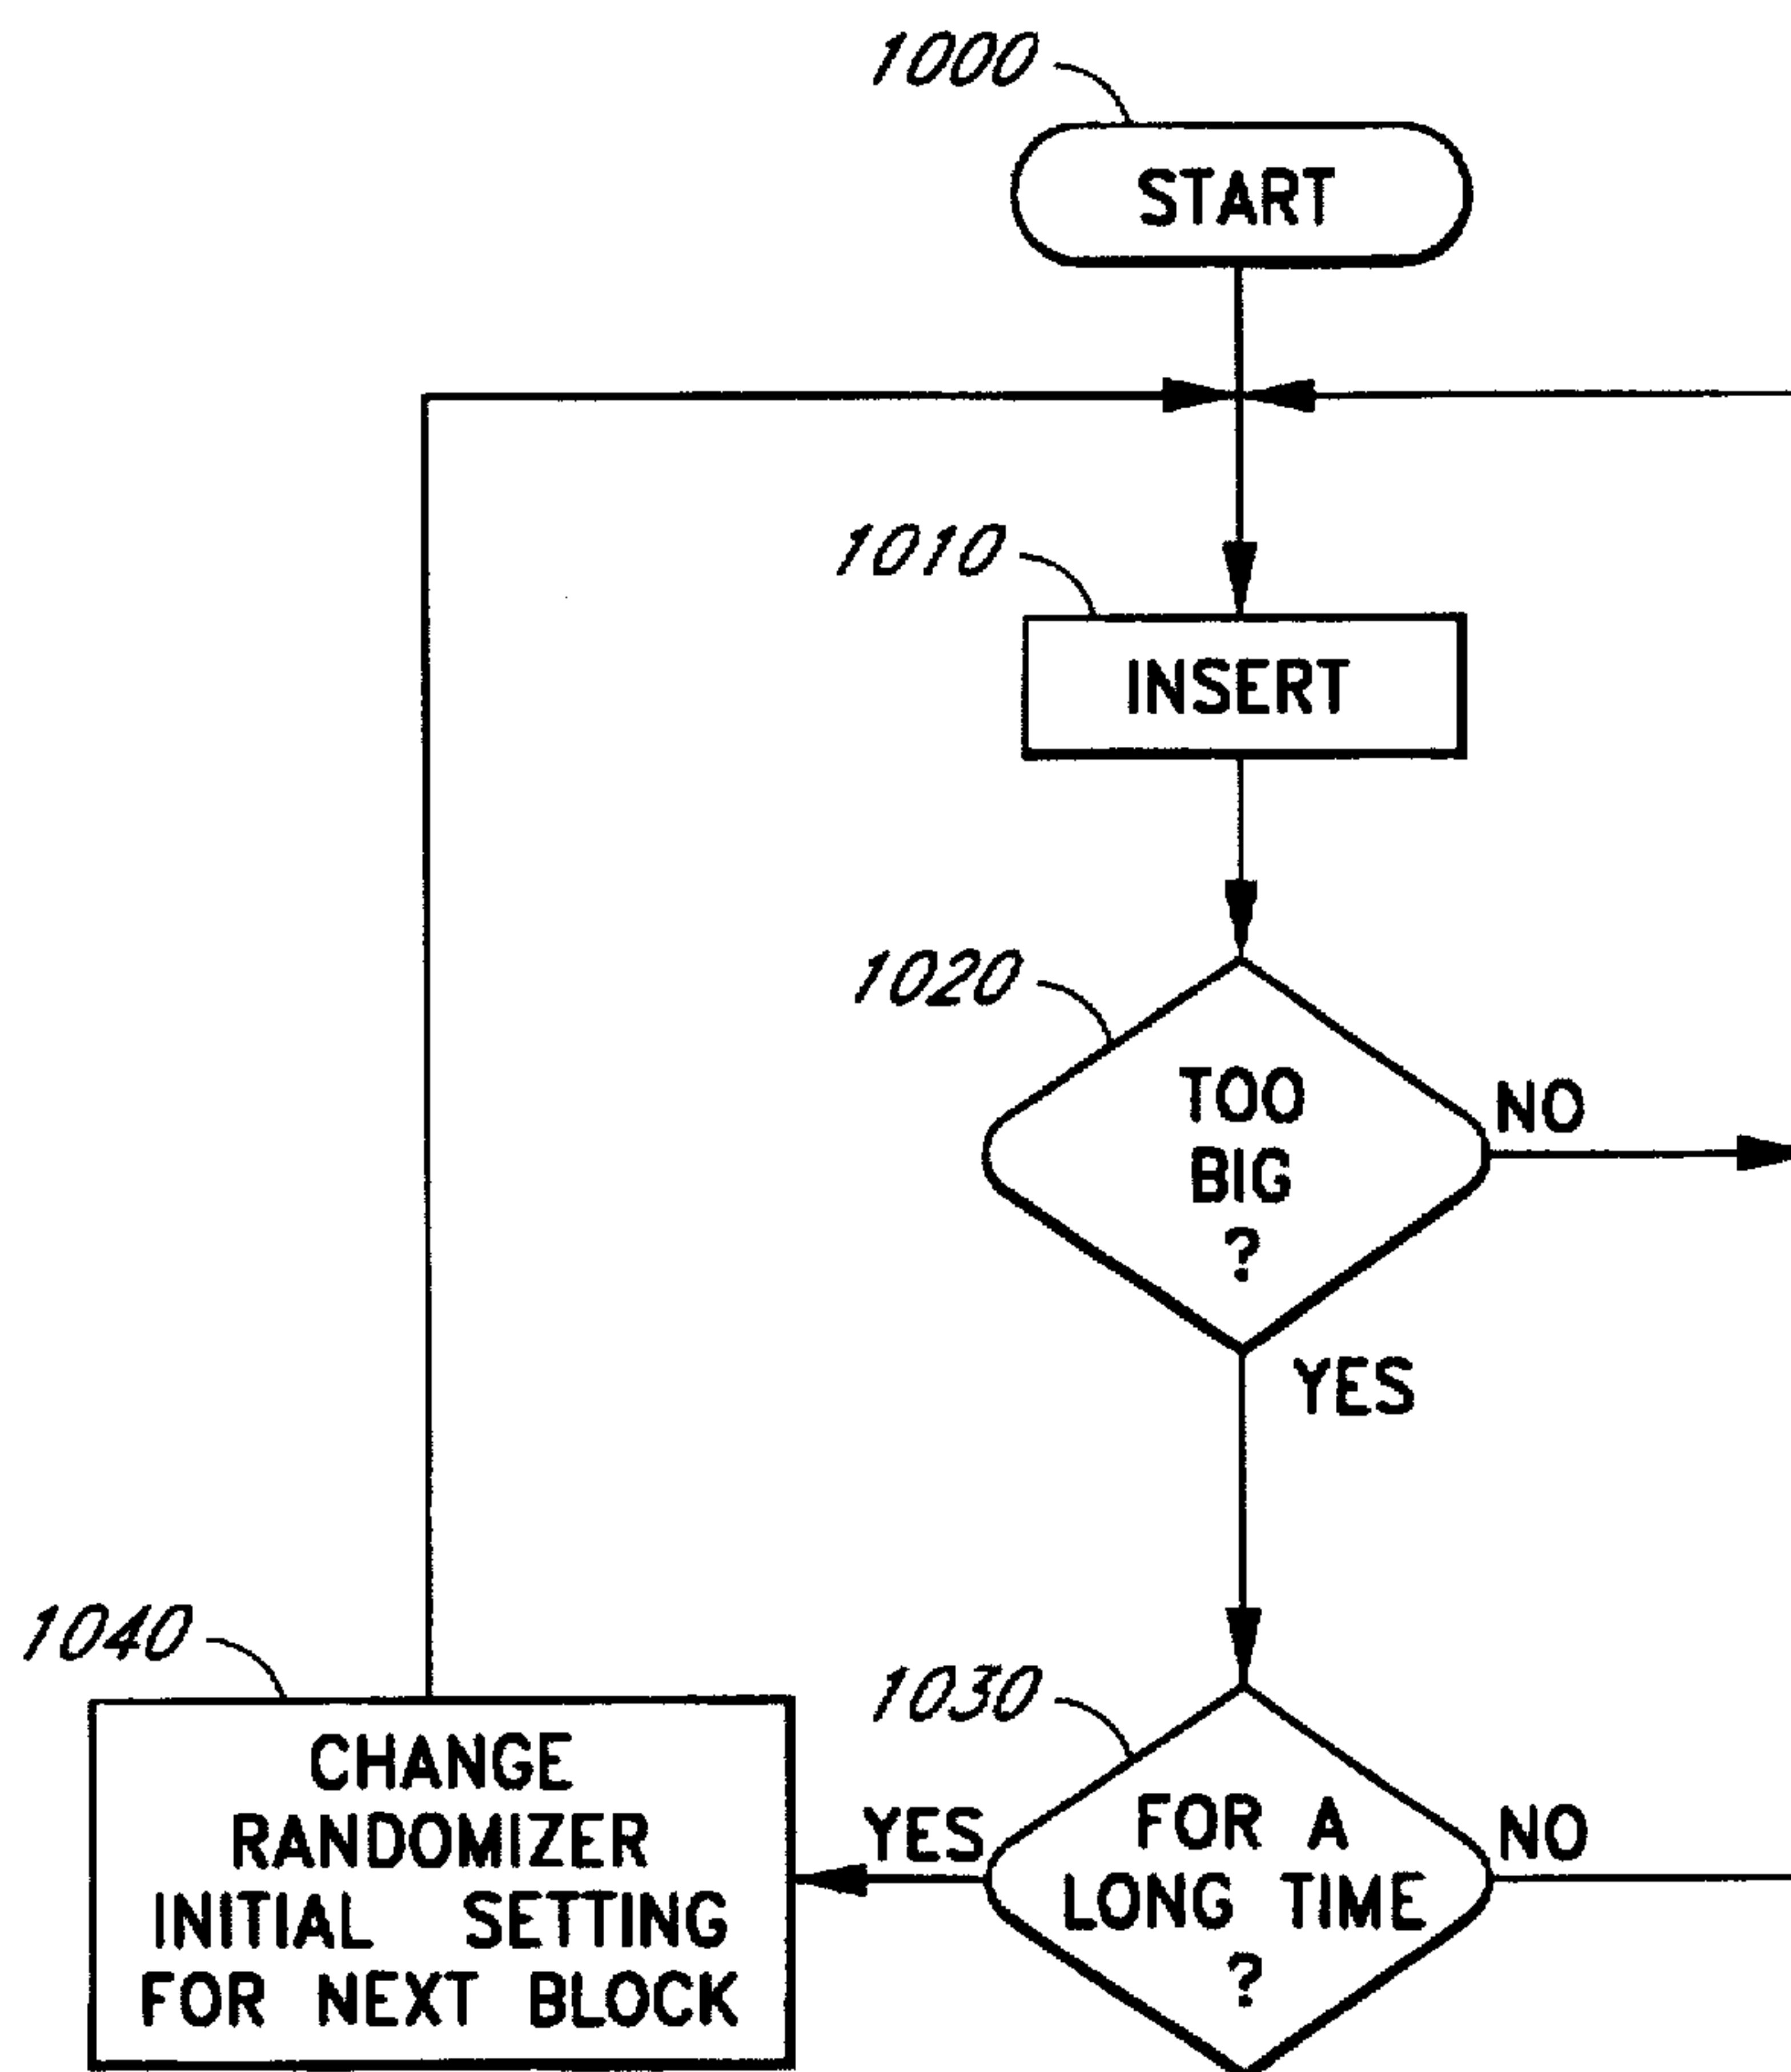 1000
START
1010
INSERT
1020
TOO
BIG
?
NO
YES
1040
1030
CHANGE
RANDOMIZER
INITIAL SETTING
FOR NEXT BLOCK
YES
FOR A
LONG TIME
?
NO